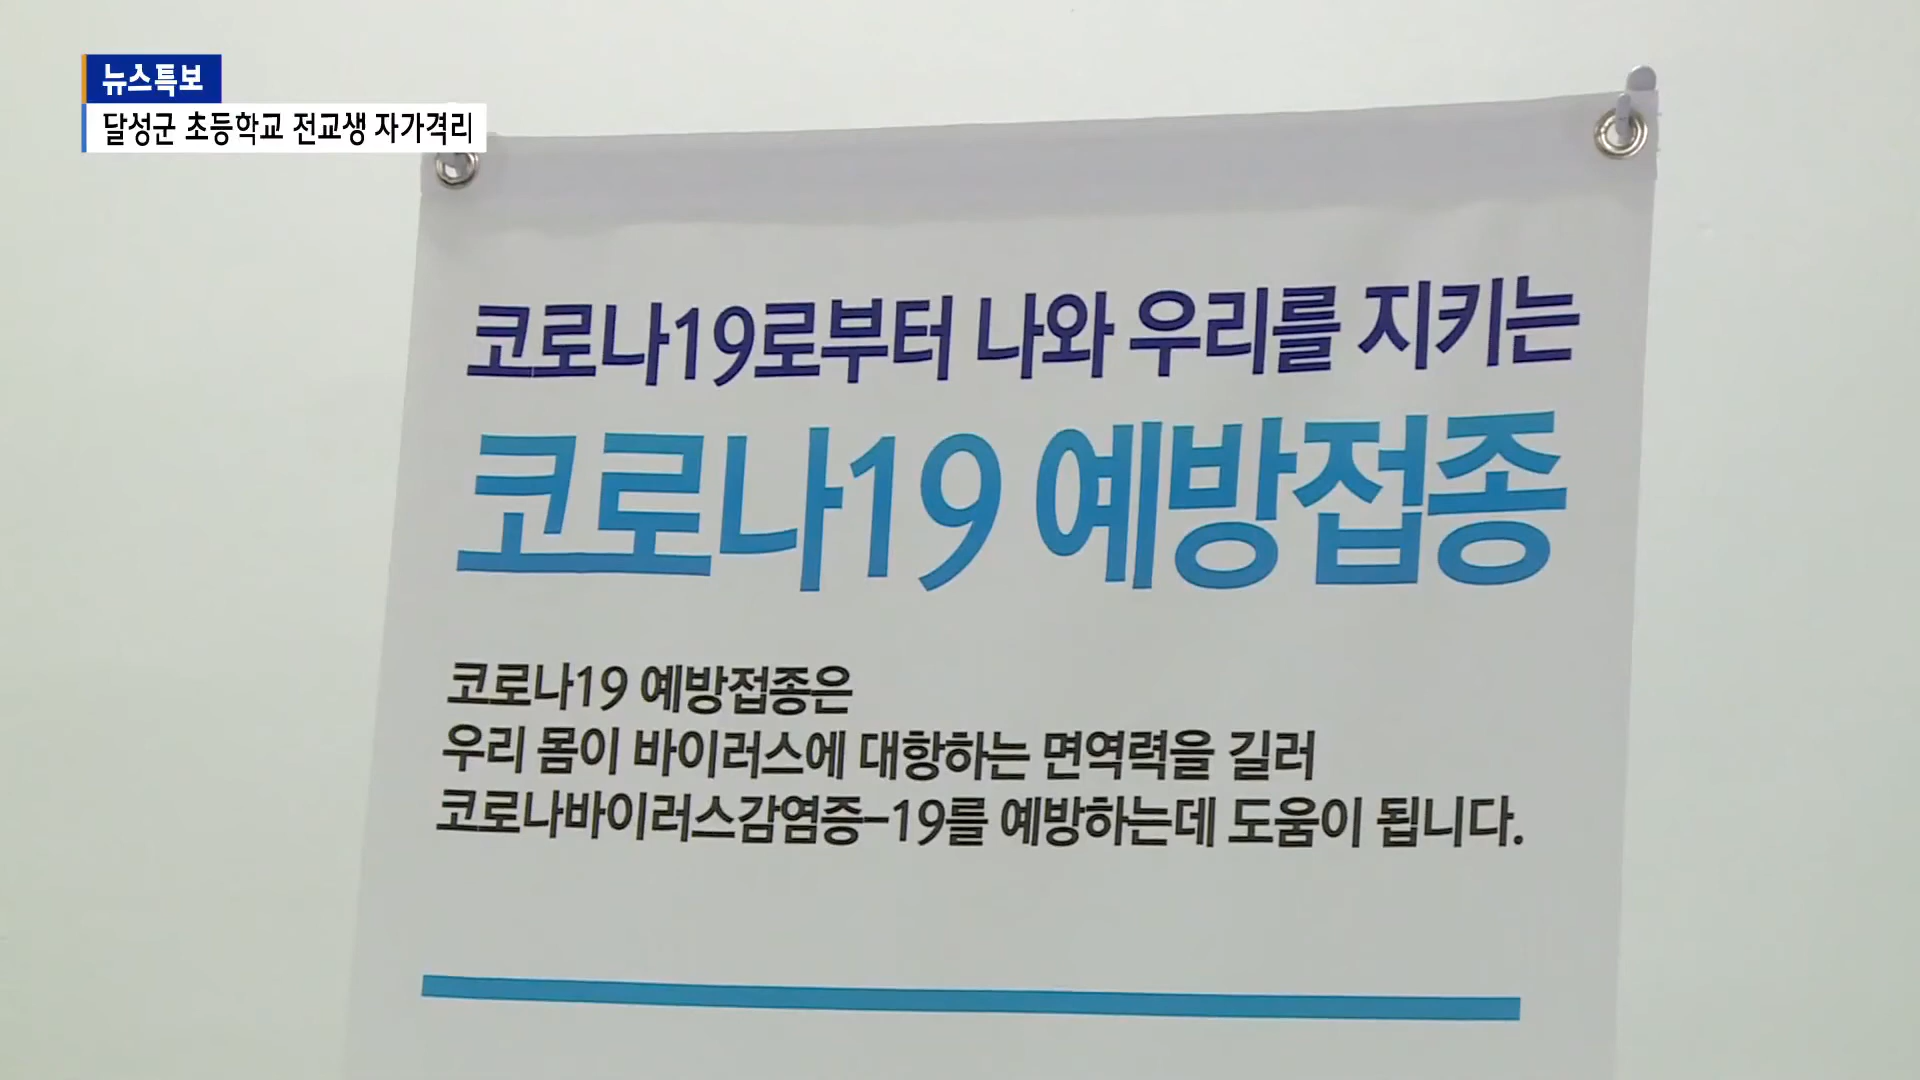 뉴스특보
달성군 초등학교 전교생 자가격리
코로나19로부터 나와 우리를 지키는
코로나19 예방접종
코로나19 예방접종은
우리 몸이 바이러스에 대항하는 면역력을 길러
코로나바이러스감염증-19를 예방하는데 도움이 됩니다.